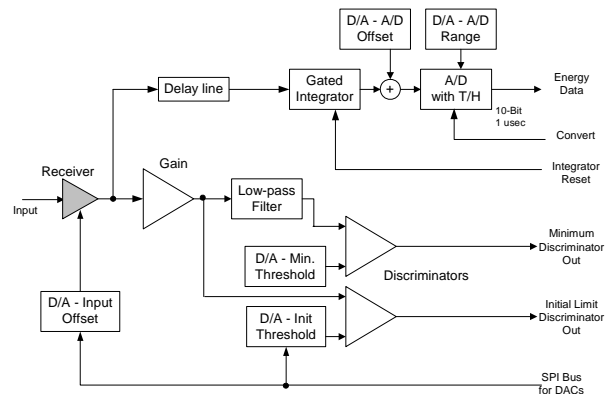 D/A - A/D
Offset
D/A - A/D
Range
Delay line
Gated
Integrator
+
A/D
with T/H
Energy
Data
10-Bit
1 usec
Convert
Integrator
Reset
Receiver
Gain
Input
Low-pass
Filter
D/A - Min.
Threshold
Discriminators
Minimum
Discriminator
Out
D/A - Input
Offset
D/A - Init
Threshold
Initial Limit
Discriminator
Out
SPI Bus
for DACs